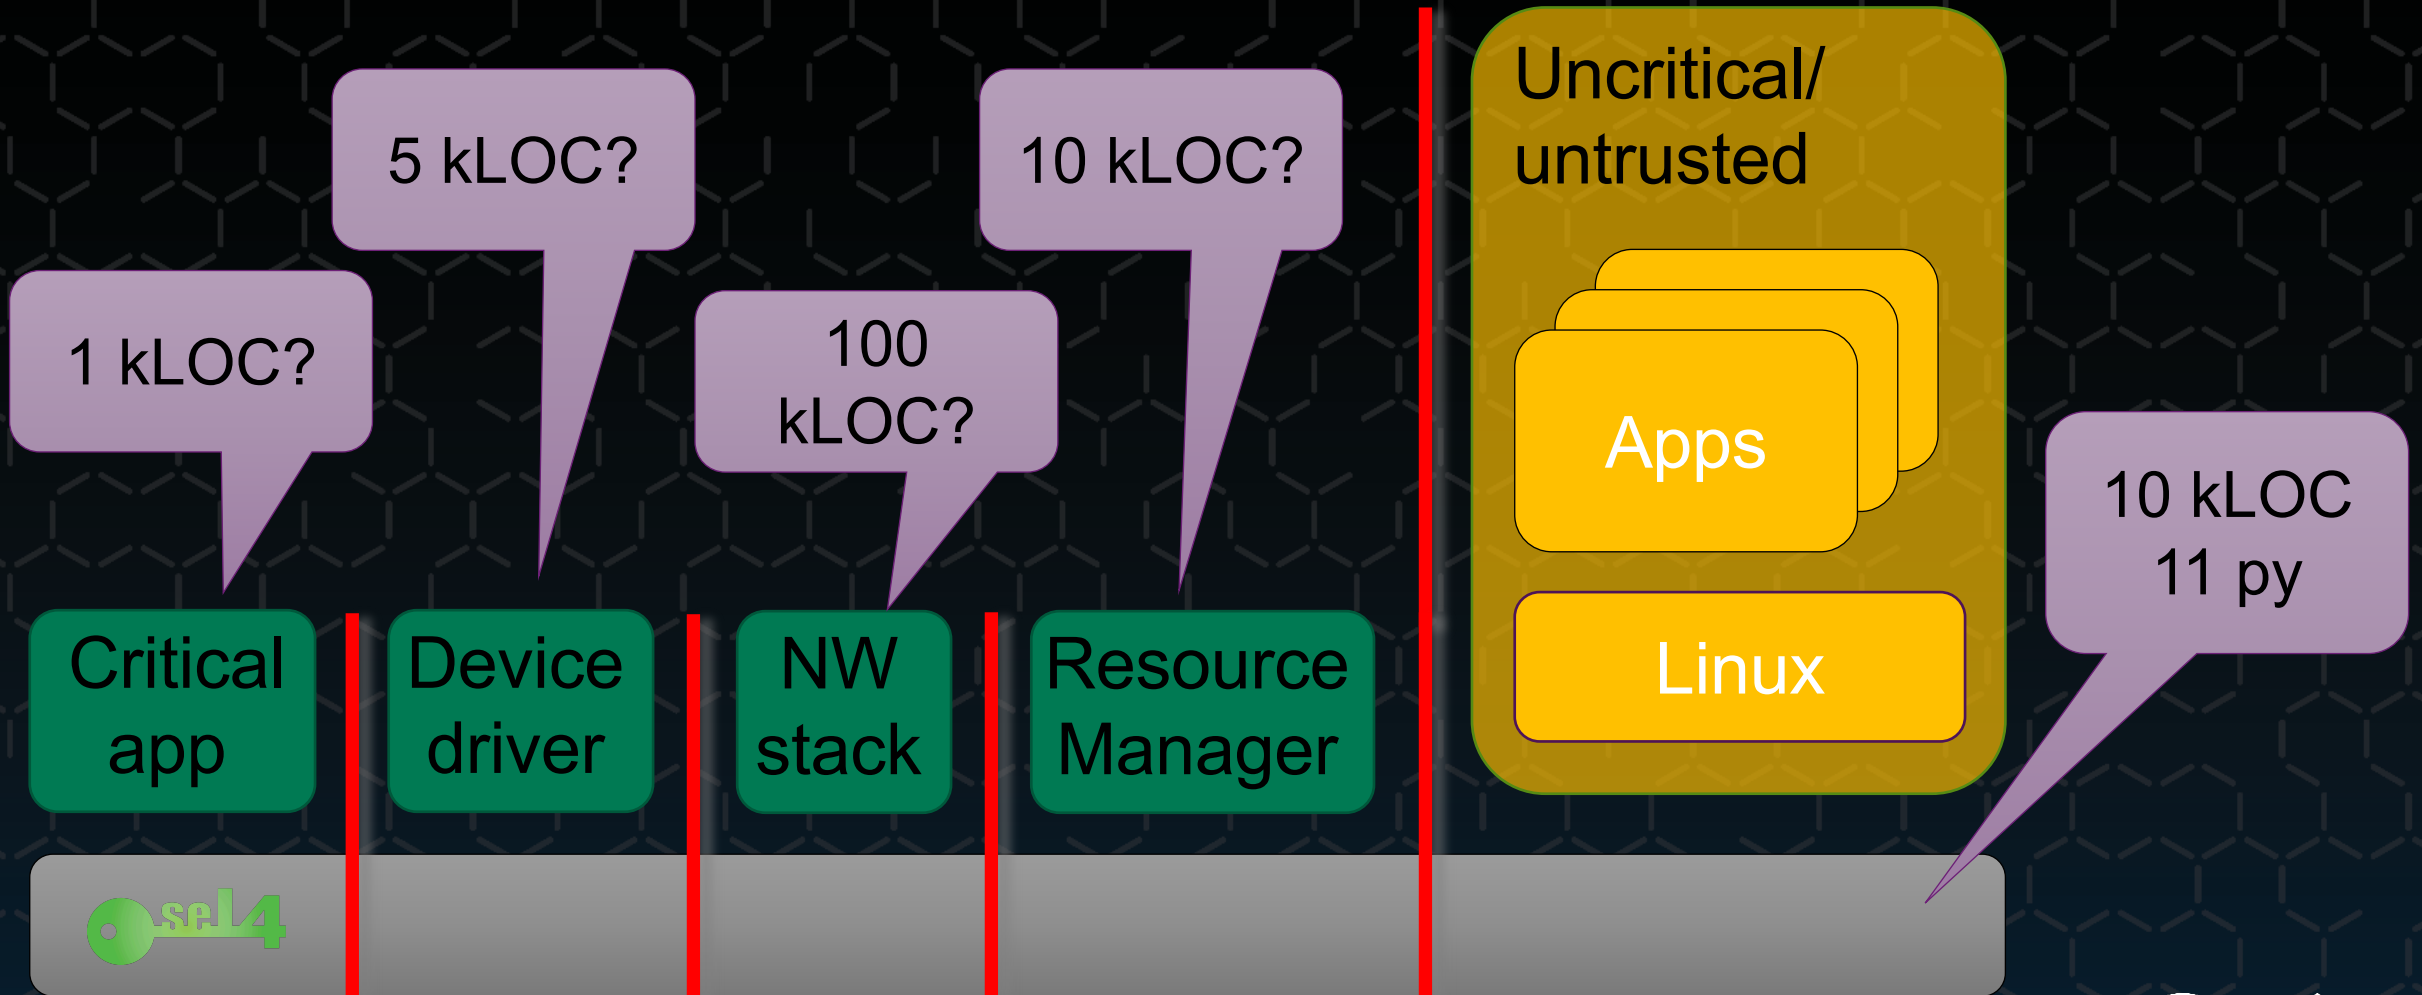 5 kLOC?
10 kLOC?
Uncritical/
untrusted
1 kLOC?
100
kLOC?
Apps
10 kLOC
11 py
Critical
app
Device
driver
NW
stack
Resource
Manager
Linux
seL4